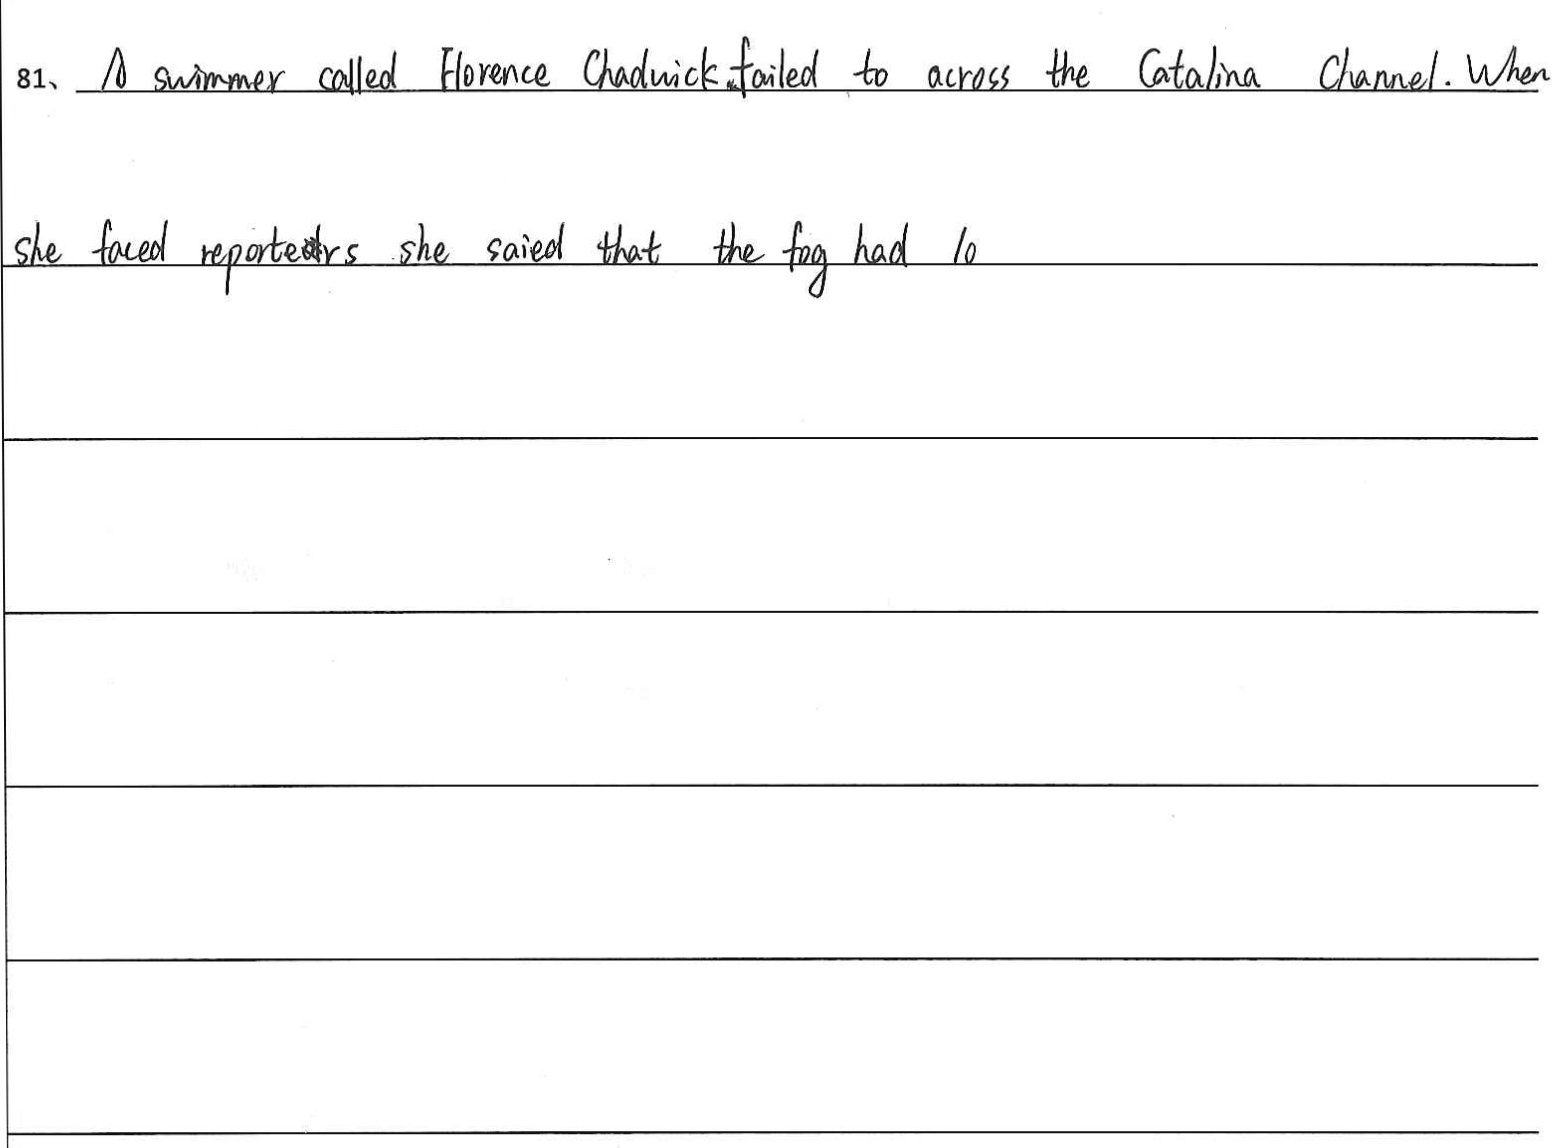 81、 A swimmer called Florence Chadwick failed to across the Catalina Channel. When
she faced reporters she saied that the fog had lo